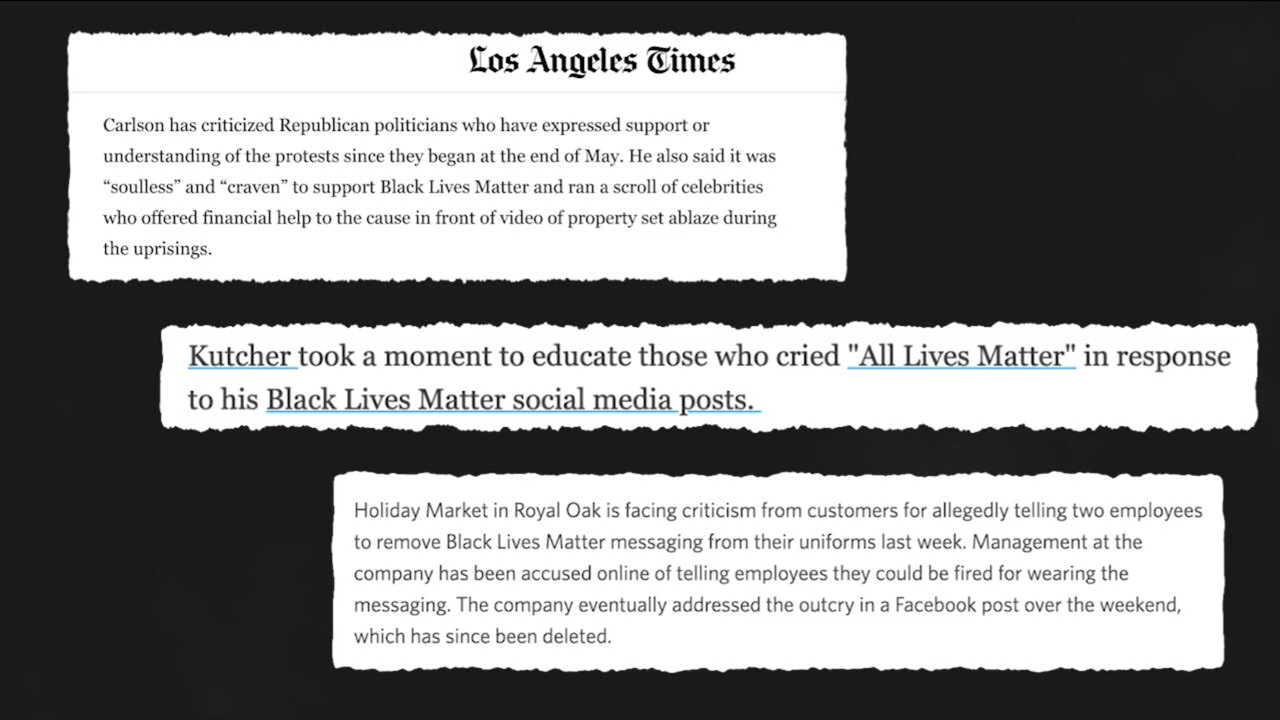 Los Angeles Times
Carlson has criticized Republican politicians who have expressed support or
understanding of the protests since they began at the end of May. He also said it was
“soulless” and “craven” to support Black Lives Matter and ran a scroll of celebrities
who offered financial help to the cause in front of video of property set ablaze during
the uprisings.
Kutcher took a moment to educate those who cried "All Lives Matter" in response
to his Black Lives Matter social media posts.
Holiday Market in Royal Oak is facing criticism from customers for allegedly telling two employees
to remove Black Lives Matter messaging from their uniforms last week. Management at the
company has been accused online of telling employees they could be fired for wearing the
messaging. The company eventually addressed the outcry in a Facebook post over the weekend,
which has since been deleted.